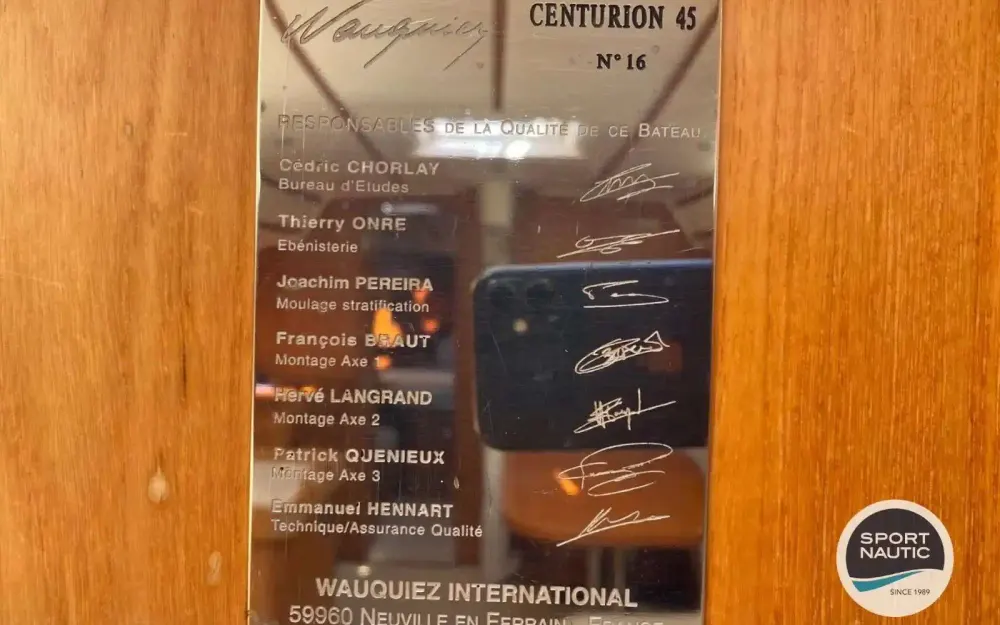 Wauquiez
CENTURION 45
N° 16
RESPONSABLES DE LA QUALITE DE CE BATEAU
Cédric CHORLAY
Bureau d'Etudes
Thierry ONRE
Ebénisterie
Joachim PEREIRA
Moulage stratification
François BRAUT
Montage Axe 1
Hervé LANGRAND
Montage Axe 2
Patrick QUENIEUX
Montage Axe 3
Emmanuel HENNART
Technique/Assurance Qualité
WAUQUIEZ INTERNATIONAL
59960 NEUVILLE EN FERRAIN - FRANCE
SPORT
NAUTIC
SINCE 1989